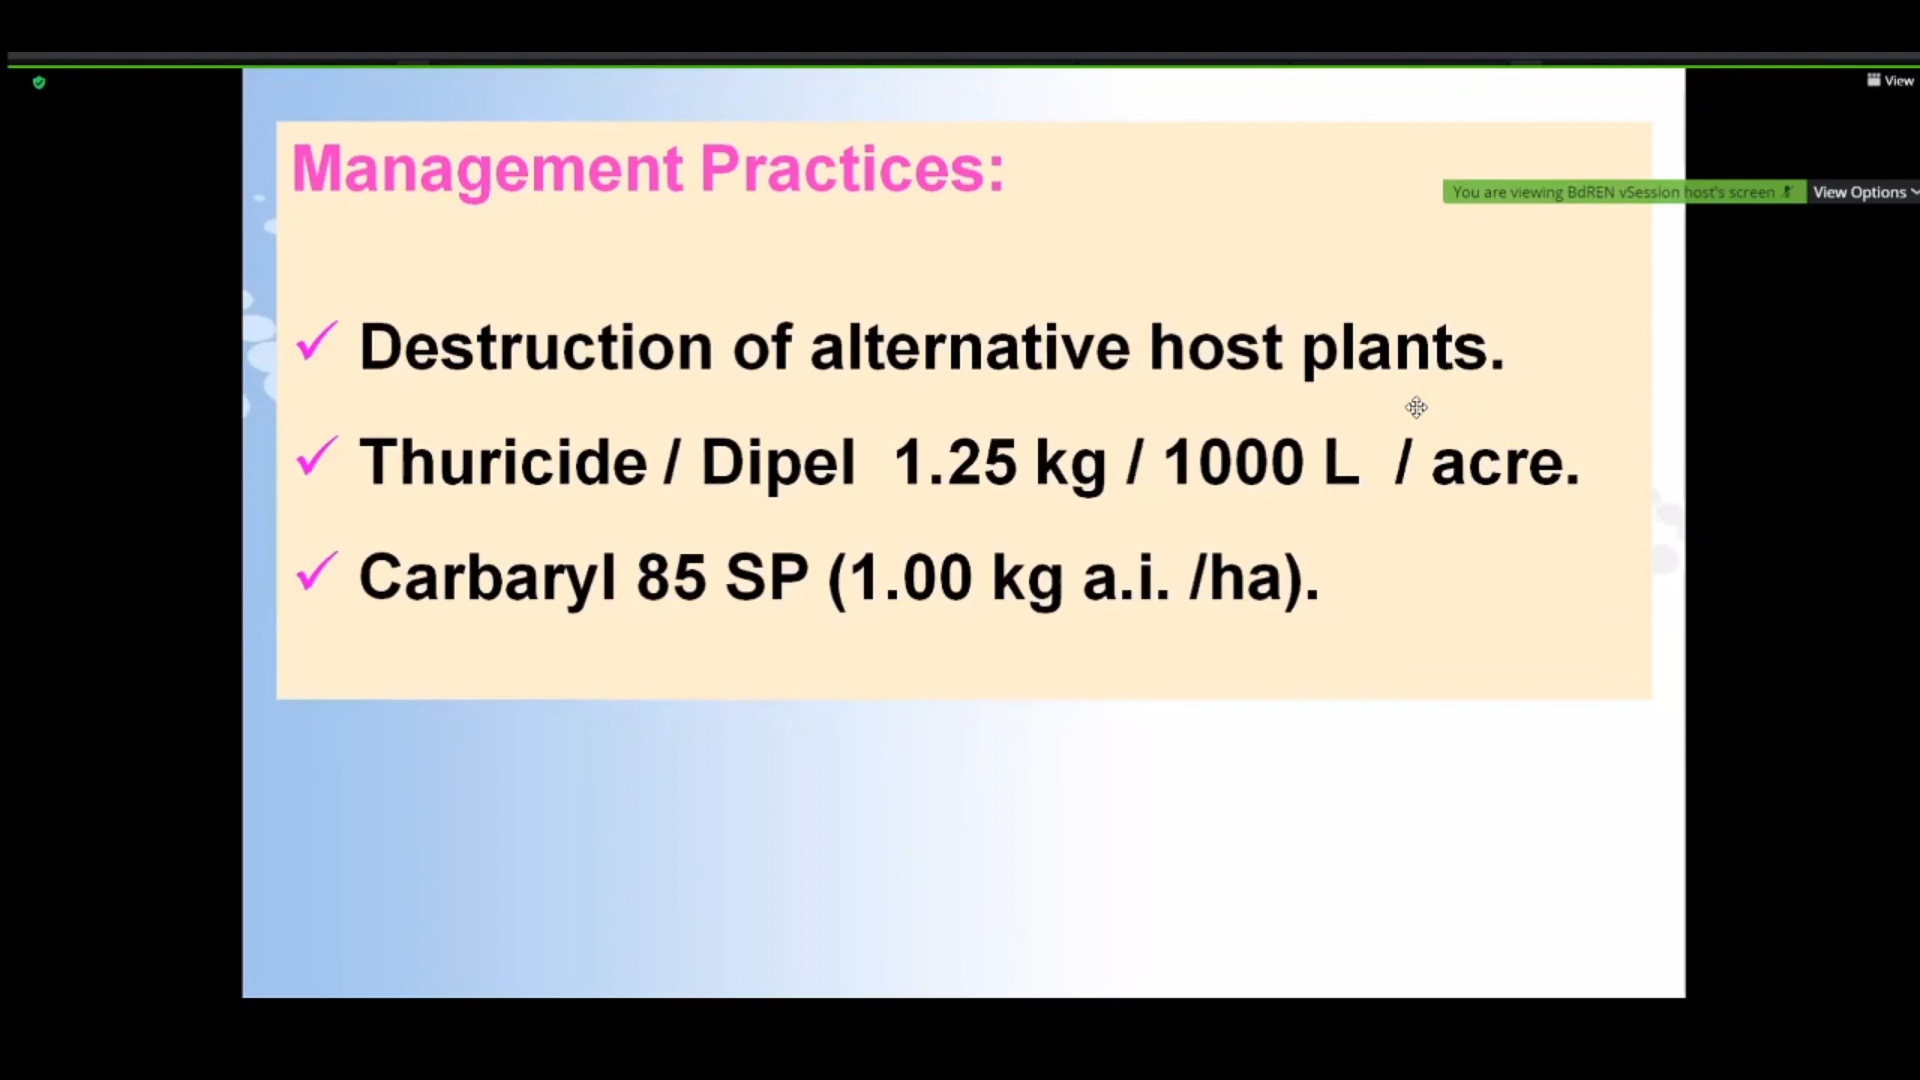 View
Management Practices:
You are viewing BdREN vSession host's screen
View Options
✓ Destruction of alternative host plants.
✓ Thuricide / Dipel 1.25 kg / 1000 L / acre.
✓ Carbaryl 85 SP (1.00 kg a.i. /ha).